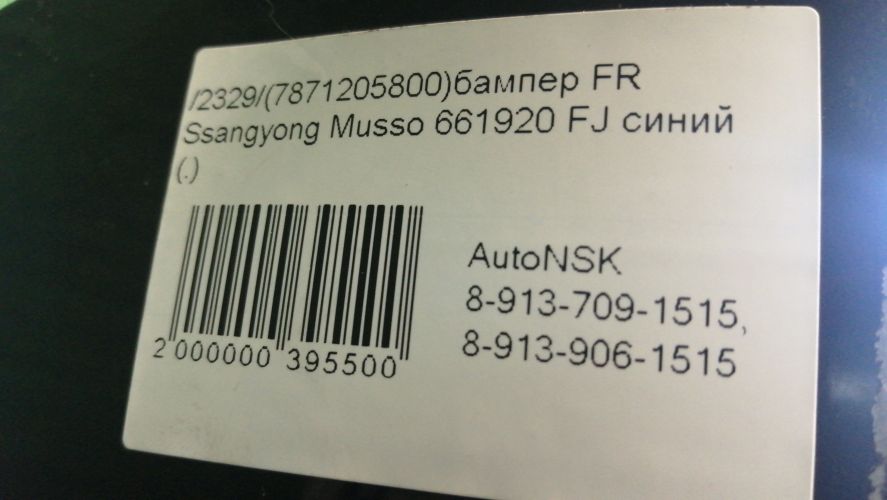 /2329/(7871205800)бампер FR
Ssangyong Musso 661920 FJ синий
(.)
2 000000 395500
AutoNSK
8-913-709-1515,
8-913-906-1515